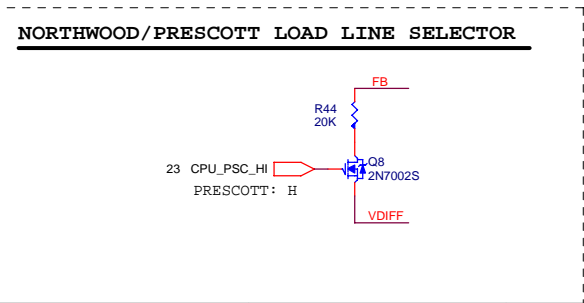 NORTHWOOD/PRESCOTT LOAD LINE SELECTOR
FB
R44
20K
23 CPU_PSC_HI
Q8
2N7002S
PRESCOTT: H
VDIFF